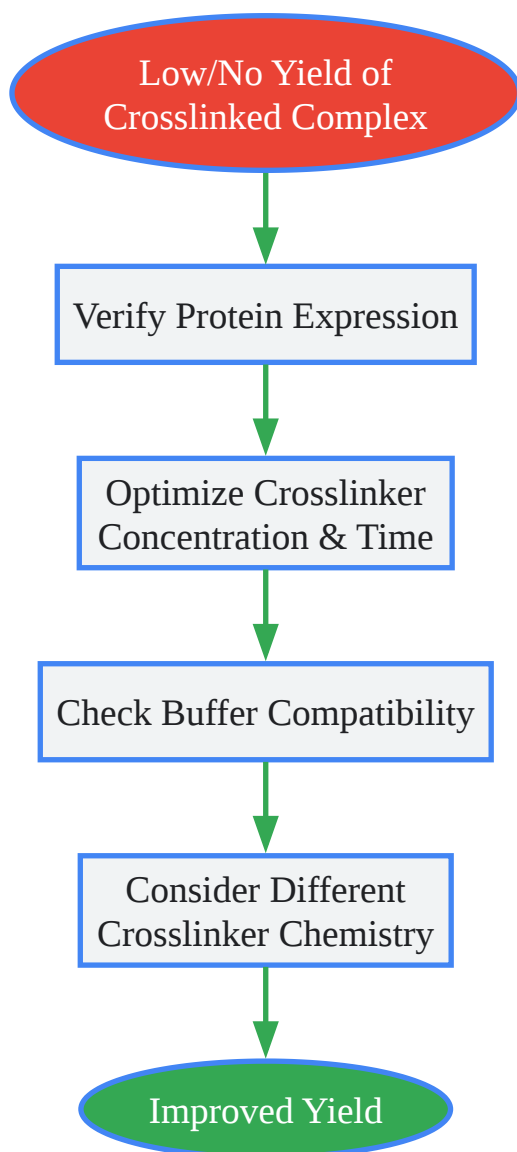 Low/No Yield of
Crosslinked Complex
Verify Protein Expression
Optimize Crosslinker
Concentration & Time
Check Buffer Compatibility
Consider Different
Crosslinker Chemistry
Improved Yield